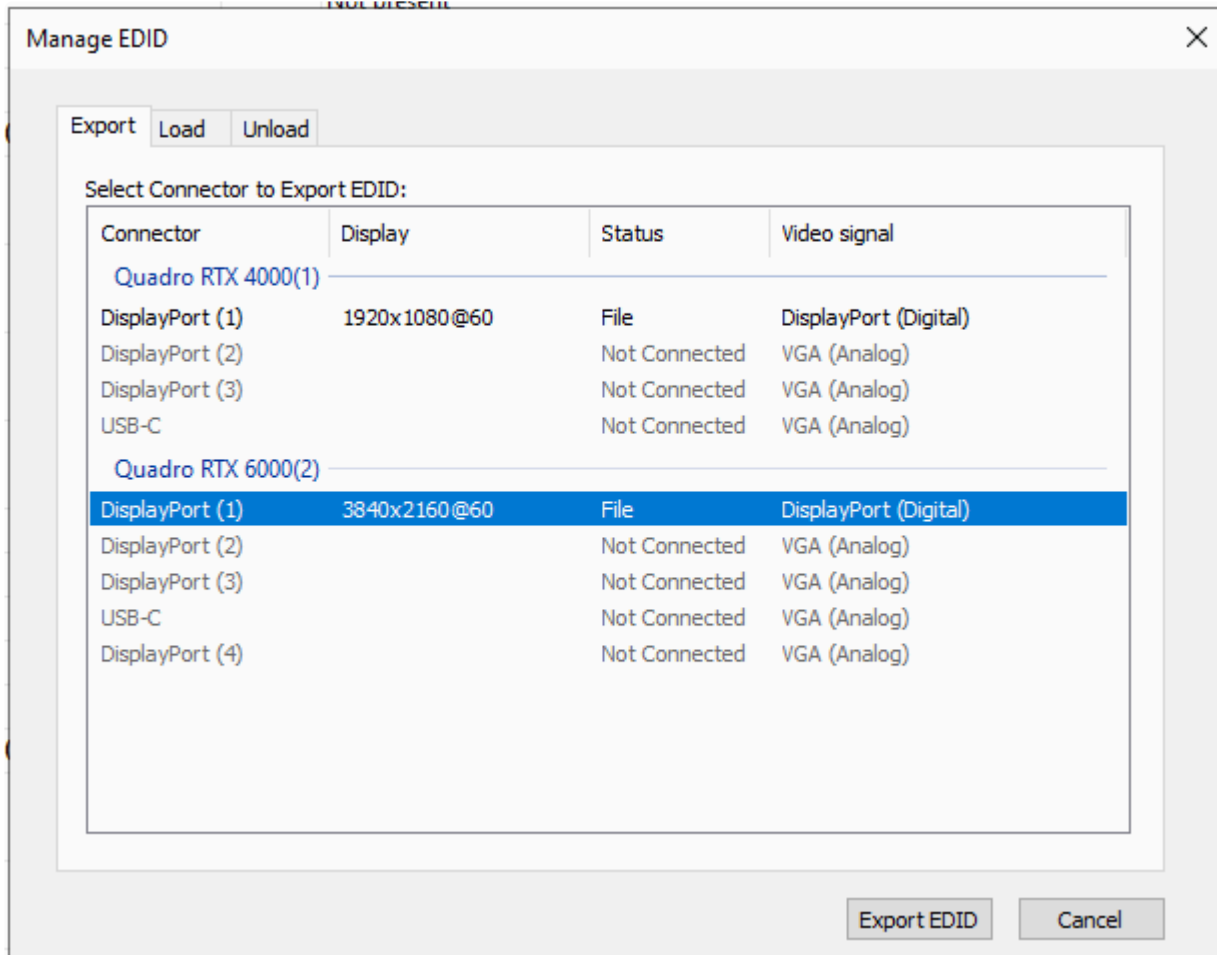 Not present
Manage EDID
Export Load Unload
Select Connector to Export EDID:
Connector Display Status Video signal
Quadro RTX 4000(1)
DisplayPort (1) 1920x1080@60 File DisplayPort (Digital)
DisplayPort (2) Not Connected VGA (Analog)
DisplayPort (3) Not Connected VGA (Analog)
USB-C Not Connected VGA (Analog)
Quadro RTX 6000(2)
DisplayPort (1) 3840x2160@60 File DisplayPort (Digital)
DisplayPort (2) Not Connected VGA (Analog)
DisplayPort (3) Not Connected VGA (Analog)
USB-C Not Connected VGA (Analog)
DisplayPort (4) Not Connected VGA (Analog)
Export EDID Cancel